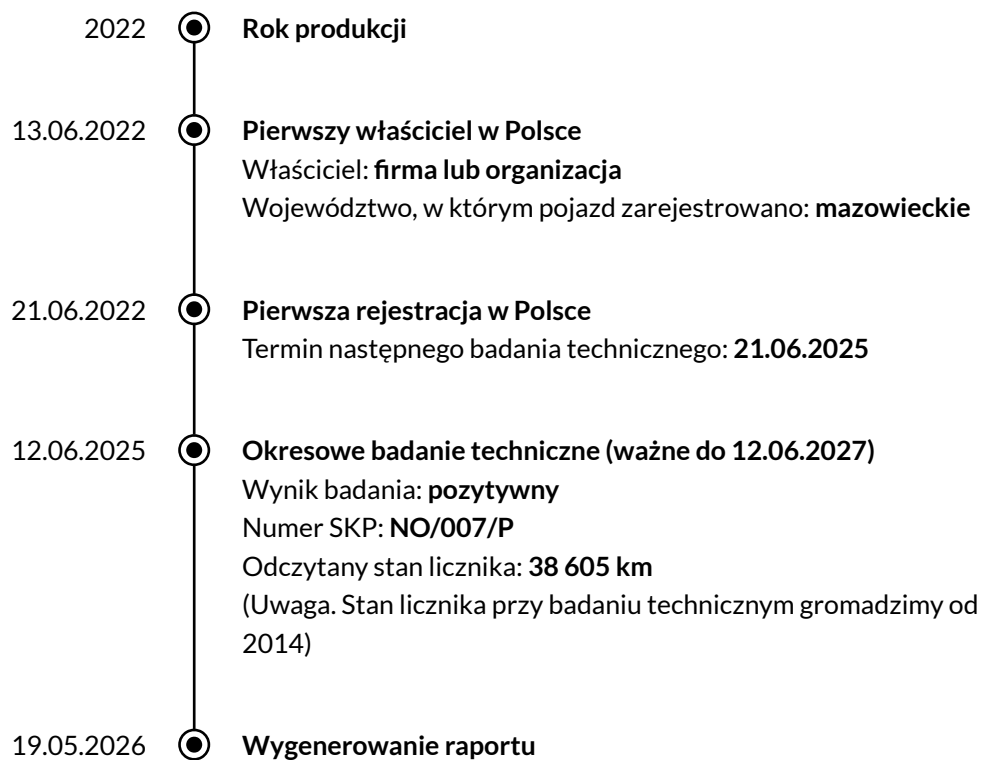 2022 Rok produkcji
13.06.2022 Pierwszy właściciel w Polsce
Właściciel: firma lub organizacja
Województwo, w którym pojazd zarejestrowano: mazowieckie
21.06.2022 Pierwsza rejestracja w Polsce
Termin następnego badania technicznego: 21.06.2025
12.06.2025 Okresowe badanie techniczne (ważne do 12.06.2027)
Wynik badania: pozytywny
Numer SKP: NO/007/P
Odczytany stan licznika: 38 605 km
(Uwaga. Stan licznika przy badaniu technicznym gromadzimy od
2014)
19.05.2026 Wygenerowanie raportu